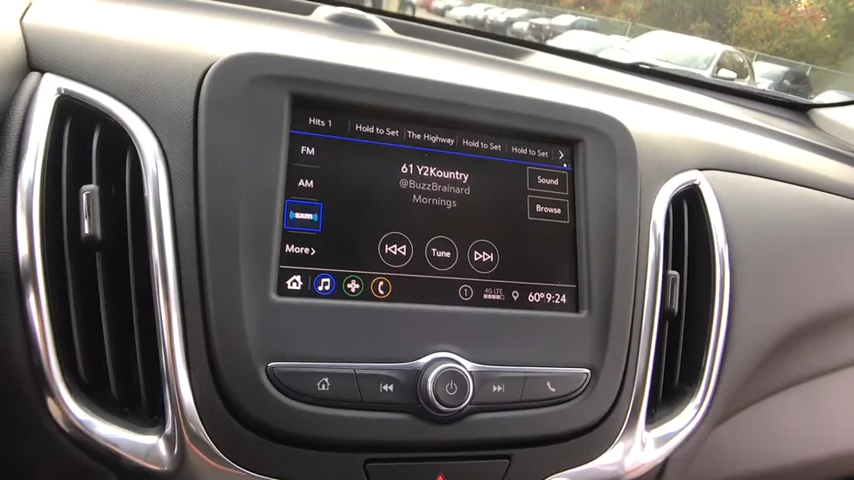 Hits 1 Hold to Set The Highway Hold to Set Hold to Set
FM
AM
sxm
More
61 Y2Kountry
@BuzzBrainard
Mornings
Sound
Browse
Tune
1 4G LTE 60° 9:24